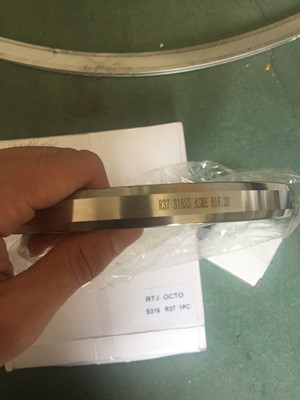 R37 316SS ASME B16.20
RTJ OCTO
S316 R37 1PC